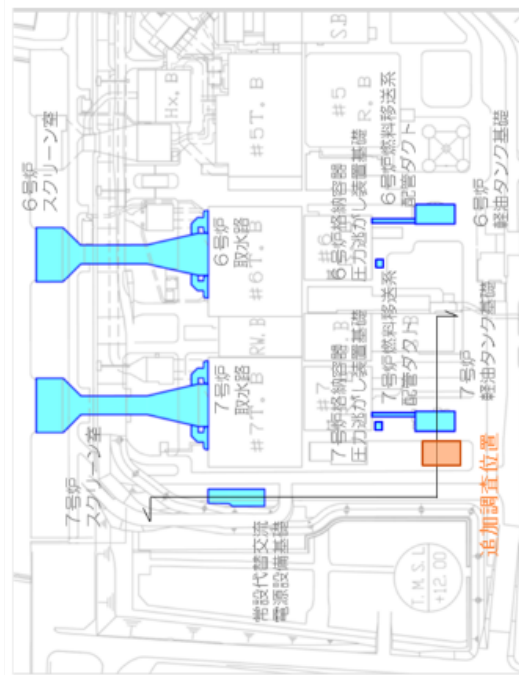 6号炉
スクリーン室
Hx.B
S.B
#5T.B
#5
R.B
6号炉
取水路
#6T.B
#6
6号炉格納容器
圧力逃がし装置基礎
6号炉燃料移送系
配管ダクト
6号炉
軽油タンク基礎
7号炉
スクリーン室
7号炉
取水路
#7T.B
RW.B
#7
7号炉格納容器
圧力逃がし装置基礎
7号炉燃料移送系
配管ダクト
7号炉
軽油タンク基礎
追加調査位置
常設代替交流
電源設備基礎
T.M.S.L
+12.00